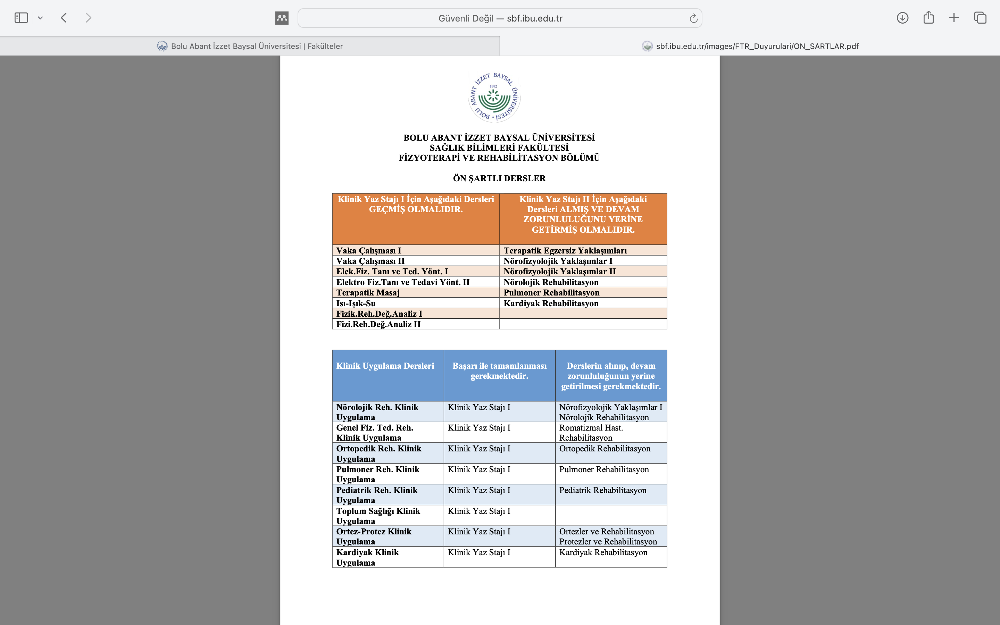 Güvenli Değil — sbf.ibu.edu.tr
Bolu Abant İzzet Baysal Üniversitesi | Fakülteler
sbf.ibu.edu.tr/images/FTR_Duyurulari/ON_SARTLAR.pdf
BOLU ABANT İZZET BAYSAL ÜNİVERSİTESİ
1992
BOLU ABANT İZZET BAYSAL ÜNİVERSİTESİ
SAĞLIK BİLİMLERİ FAKÜLTESİ
FİZYOTERAPİ VE REHABİLİTASYON BÖLÜMÜ
ÖN ŞARTLI DERSLER
Klinik Yaz Stajı I İçin Aşağıdaki Dersleri
GEÇMİŞ OLMALIDIR.
Klinik Yaz Stajı II İçin Aşağıdaki
Dersleri ALMIŞ VE DEVAM
ZORUNLULUĞUNU YERİNE
GETİRMİŞ OLMALIDIR.
Vaka Çalışması I
Terapatik Egzersiz Yaklaşımları
Vaka Çalışması II
Nörofizyolojik Yaklaşımlar I
Elek.Fiz. Tanı ve Ted. Yönt. I
Nörofizyolojik Yaklaşımlar II
Elektro Fiz.Tanı ve Tedavi Yönt. II
Nörolojik Rehabilitasyon
Terapatik Masaj
Pulmoner Rehabilitasyon
Isı-Işık-Su
Kardiyak Rehabilitasyon
Fizik.Reh.Değ.Analiz I
Fizi.Reh.Değ.Analiz II
Klinik Uygulama Dersleri
Başarı ile tamamlanması
gerekmektedir.
Derslerin alınıp, devam
zorunluluğunun yerine
getirilmesi gerekmektedir.
Nörolojik Reh. Klinik
Uygulama
Klinik Yaz Stajı I
Nörofizyolojik Yaklaşımlar I
Nörolojik Rehabilitasyon
Genel Fiz. Ted. Reh.
Klinik Uygulama
Klinik Yaz Stajı I
Romatizmal Hast.
Rehabilitasyon
Ortopedik Reh. Klinik
Uygulama
Klinik Yaz Stajı I
Ortopedik Rehabilitasyon
Pulmoner Reh. Klinik
Uygulama
Klinik Yaz Stajı I
Pulmoner Rehabilitasyon
Pediatrik Reh. Klinik
Uygulama
Klinik Yaz Stajı I
Pediatrik Rehabilitasyon
Toplum Sağlığı Klinik
Uygulama
Klinik Yaz Stajı I
Ortez-Protez Klinik
Uygulama
Klinik Yaz Stajı I
Ortezler ve Rehabilitasyon
Protezler ve Rehabilitasyon
Kardiyak Klinik
Uygulama
Klinik Yaz Stajı I
Kardiyak Rehabilitasyon